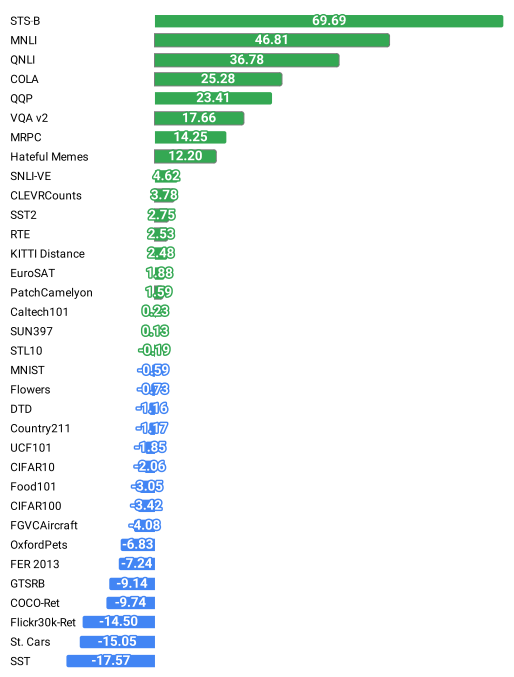 STS-B 69.69
MNLI 46.81
QNLI 36.78
COLA 25.28
QQP 23.41
VQA v2 17.66
MRPC 14.25
Hateful Memes 12.20
SNLI-VE 4.62
CLEVRCounts 3.78
SST2 2.75
RTE 2.53
KITTI Distance 2.48
EuroSAT 1.88
PatchCamelyon 1.59
Caltech101 0.23
SUN397 0.13
STL10 -0.19
MNIST -0.59
Flowers -0.73
DTD -1.16
Country211 -1.17
UCF101 -1.85
CIFAR10 -2.06
Food101 -3.05
CIFAR100 -3.42
FGVCAircraft -4.08
OxfordPets -6.83
FER 2013 -7.24
GTSRB -9.14
COCO-Ret -9.74
Flickr30k-Ret -14.50
St. Cars -15.05
SST -17.57